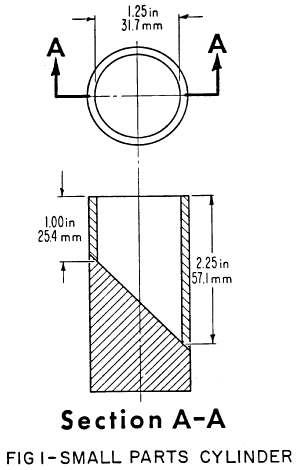 1.25 in
31.7 mm
A A
1.00 in
25.4 mm
2.25 in
57.1 mm
Section A-A
FIG 1-SMALL PARTS CYLINDER